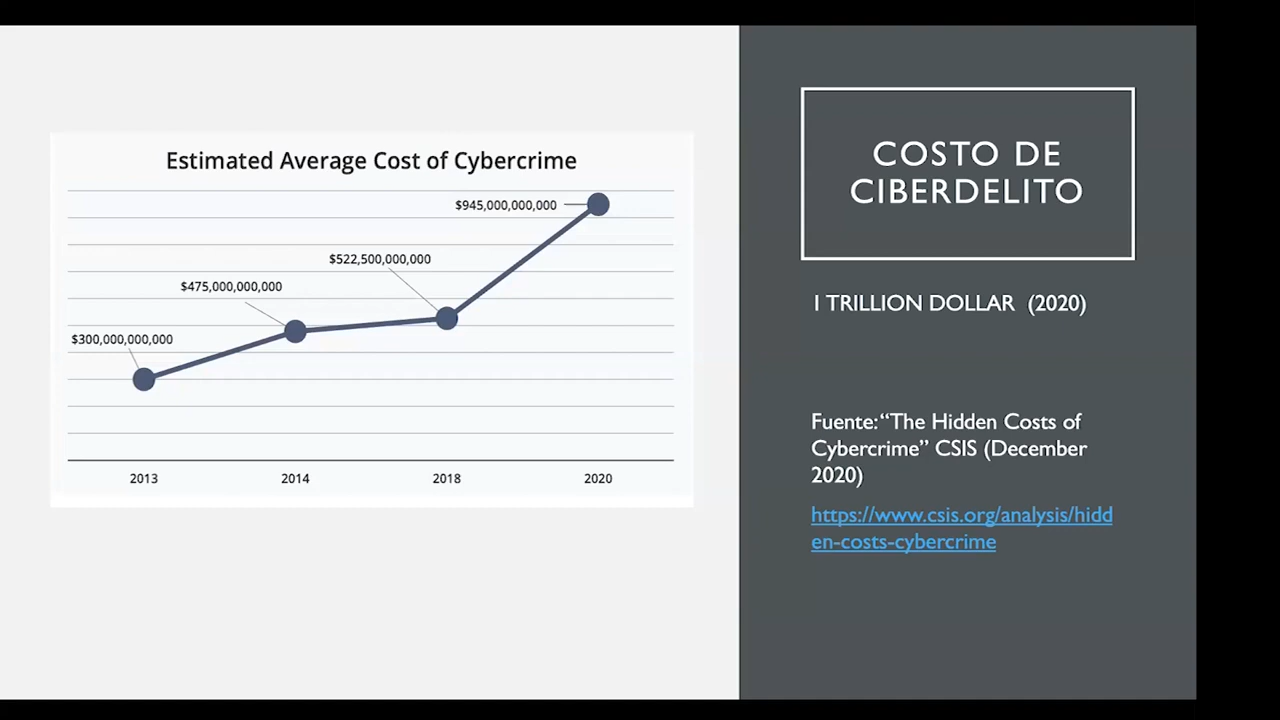 Estimated Average Cost of Cybercrime
$945,000,000,000
$522,500,000,000
$475,000,000,000
$300,000,000,000
2013 2014 2018 2020
COSTO DE
CIBERDELITO
1 TRILLION DOLLAR (2020)
Fuente: “The Hidden Costs of
Cybercrime” CSIS (December
2020)
https://www.csis.org/analysis/hidd
en-costs-cybercrime